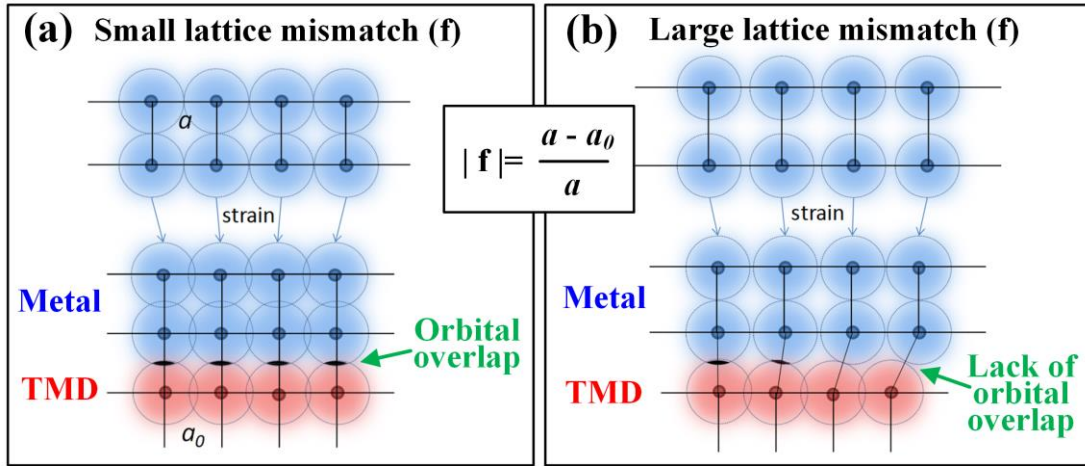 (a) Small lattice mismatch (f)
a
strain
Metal
Orbital
overlap
TMD
a₀
| f |= a - a₀
a
(b) Large lattice mismatch (f)
strain
Metal
TMD
Lack of
orbital
overlap